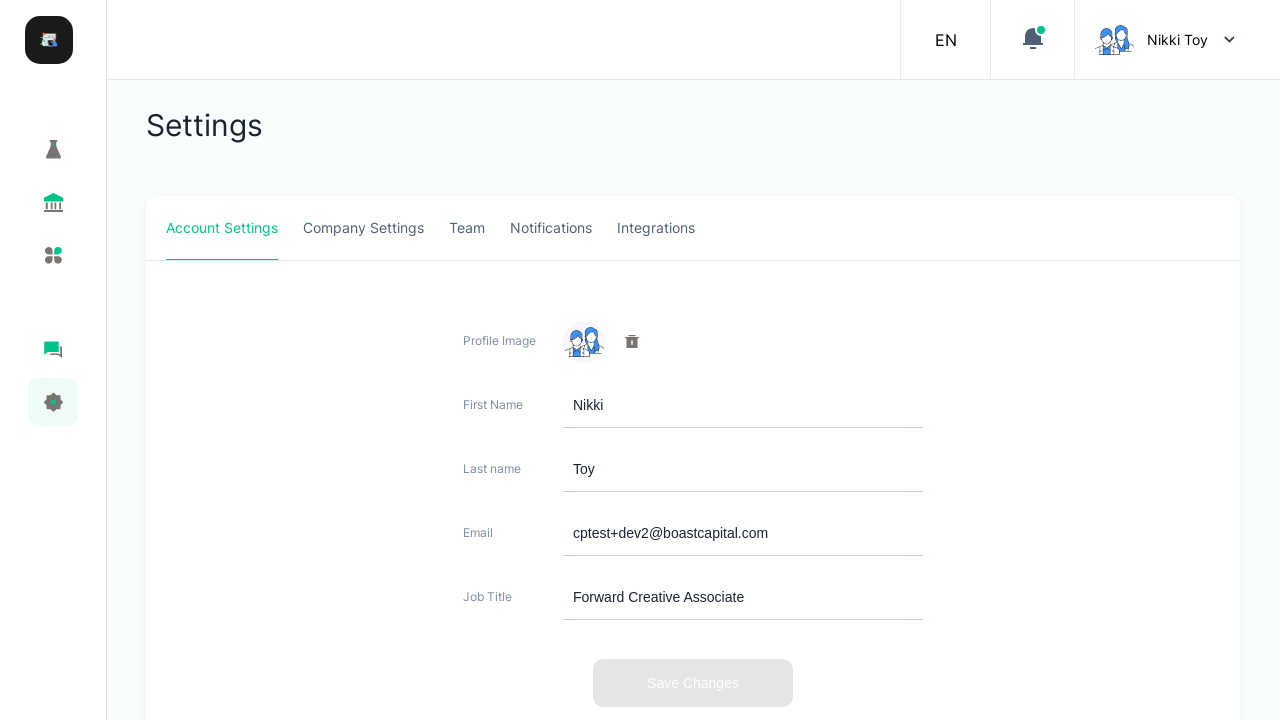 EN
Nikki Toy
Settings
Account Settings Company Settings Team Notifications Integrations
Profile Image
First Name Nikki
Last name Toy
Email cptest+dev2@boastcapital.com
Job Title Forward Creative Associate
Save Changes